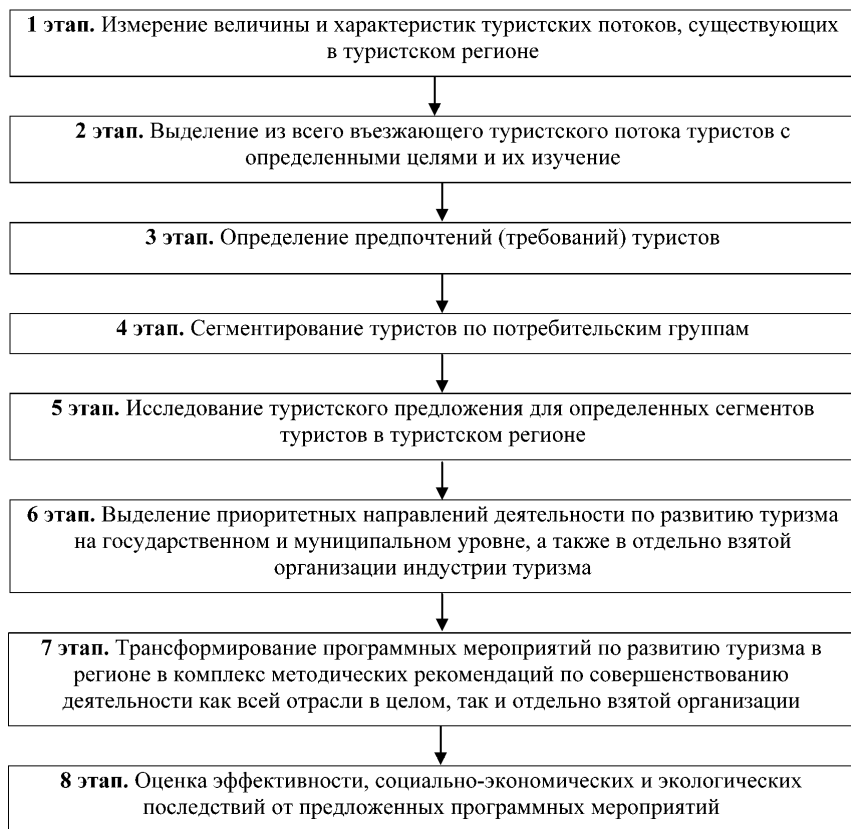 1 этап. Измерение величины и характеристик туристских потоков, существующих
в туристском регионе
2 этап. Выделение из всего въезжающего туристского потока туристов с
определенными целями и их изучение
3 этап. Определение предпочтений (требований) туристов
4 этап. Сегментирование туристов по потребительским группам
5 этап. Исследование туристского предложения для определенных сегментов
туристов в туристском регионе
6 этап. Выделение приоритетных направлений деятельности по развитию туризма
на государственном и муниципальном уровне, а также в отдельно взятой
организации индустрии туризма
7 этап. Трансформирование программных мероприятий по развитию туризма в
регионе в комплекс методических рекомендаций по совершенствованию
деятельности как всей отрасли в целом, так и отдельно взятой организации
8 этап. Оценка эффективности, социально-экономических и экологических
последствий от предложенных программных мероприятий